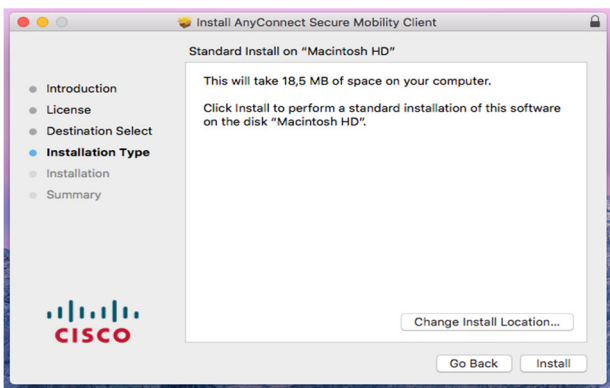 Install AnyConnect Secure Mobility Client
Standard Install on “Macintosh HD”
Introduction
License
Destination Select
Installation Type
Installation
Summary
This will take 18,5 MB of space on your computer.
Click Install to perform a standard installation of this software
on the disk “Macintosh HD”.
CISCO
Change Install Location...
Go Back
Install